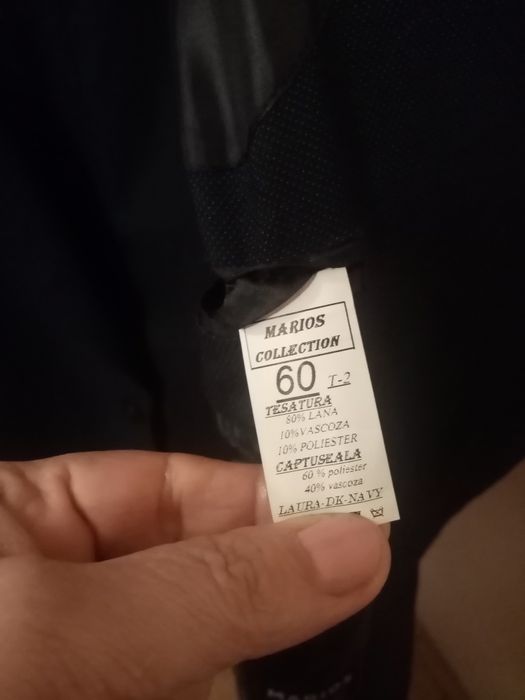 MARIOS
COLLECTION
60 T-2
TESATURA
80% LANA
10%VASCOZA
10% POLIESTER
CAPTUSEALA
60 % poliester
40% vascoza
LAURA-DK-NAVY
MARIOS